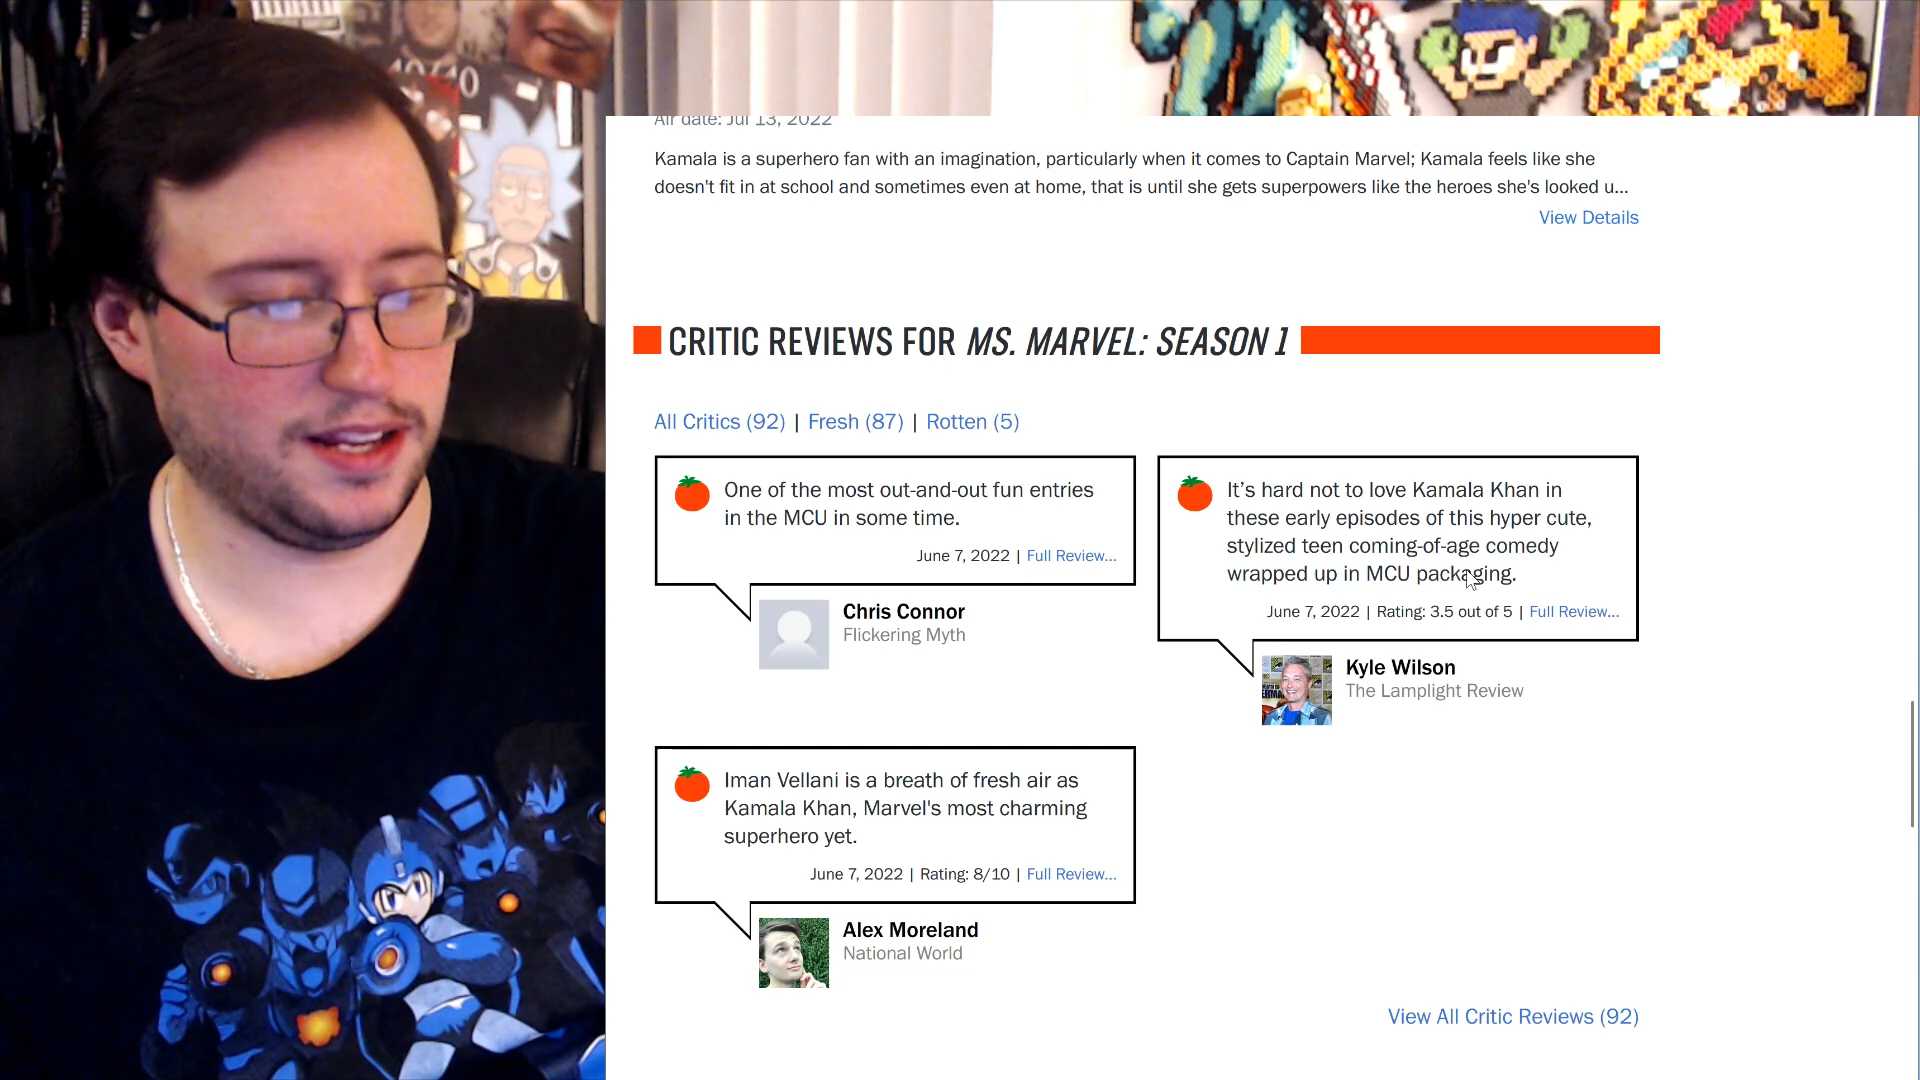 40/40
Air date: Jul 13, 2022
Kamala is a superhero fan with an imagination, particularly when it comes to Captain Marvel; Kamala feels like she
doesn't fit in at school and sometimes even at home, that is until she gets superpowers like the heroes she's looked u...
View Details
CRITIC REVIEWS FOR MS. MARVEL: SEASON 1
All Critics (92) | Fresh (87) | Rotten (5)
One of the most out-and-out fun entries
in the MCU in some time.
June 7, 2022 | Full Review...
Chris Connor
Flickering Myth
It’s hard not to love Kamala Khan in
these early episodes of this hyper cute,
stylized teen coming-of-age comedy
wrapped up in MCU packaging.
June 7, 2022 | Rating: 3.5 out of 5 | Full Review...
Kyle Wilson
The Lamplight Review
Iman Vellani is a breath of fresh air as
Kamala Khan, Marvel's most charming
superhero yet.
June 7, 2022 | Rating: 8/10 | Full Review...
Alex Moreland
National World
View All Critic Reviews (92)